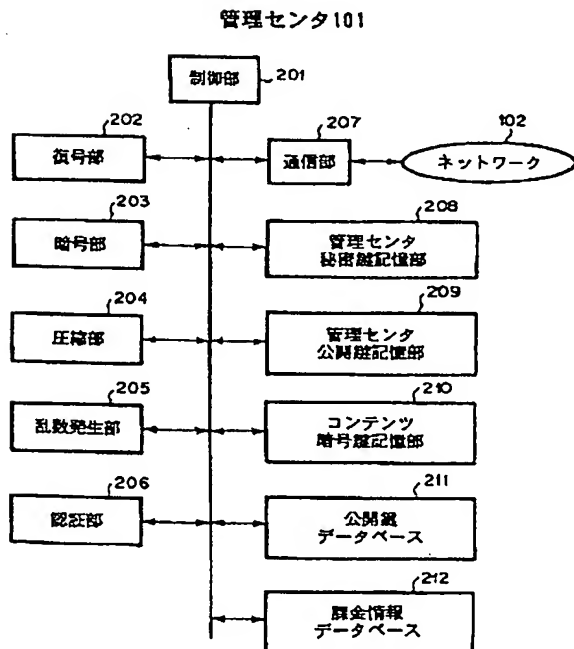 管理センタ101
制御部
201
202
復号部
207
通信部
102
ネットワーク
203
暗号部
208
管理センタ
秘密鍵記憶部
204
圧縮部
209
管理センタ
公開鍵記憶部
205
乱数発生部
210
コンテンツ
暗号鍵記憶部
206
認証部
211
公開鍵
データベース
212
課金情報
データベース